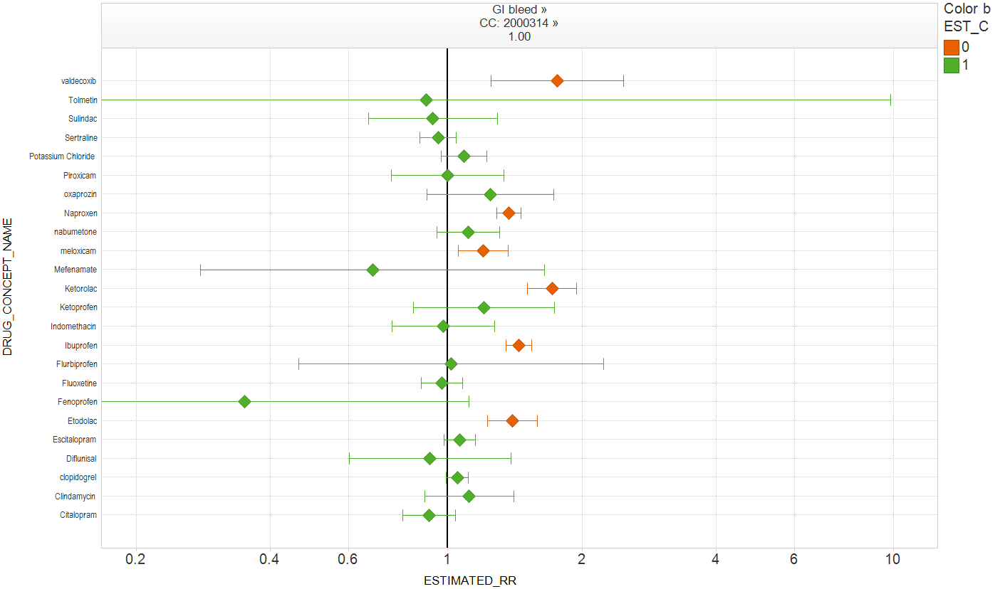 GI bleed »
CC: 2000314 »
1.00
Color b
EST_C
0
1
DRUG_CONCEPT_NAME
valdecoxib
Tolmetin
Sulindac
Sertraline
Potassium Chloride
Piroxicam
oxaprozin
Naproxen
nabumetone
meloxicam
Mefenamate
Ketorolac
Ketoprofen
Indomethacin
Ibuprofen
Flurbiprofen
Fluoxetine
Fenoprofen
Etodolac
Escitalopram
Diflunisal
clopidogrel
Clindamycin
Citalopram
0.2 0.4 0.6 1 2 4 6 10
ESTIMATED_RR